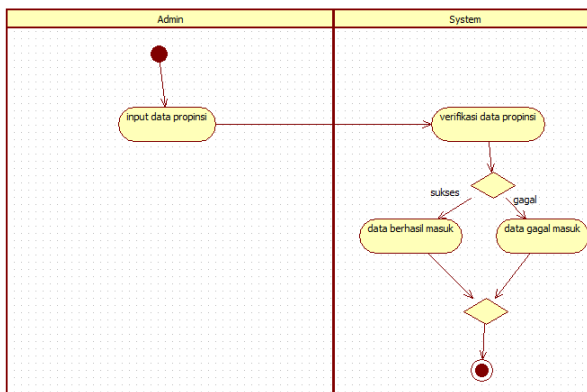 Admin
System
input data propinsi
verifikasi data propinsi
sukses
gagal
data berhasil masuk
data gagal masuk